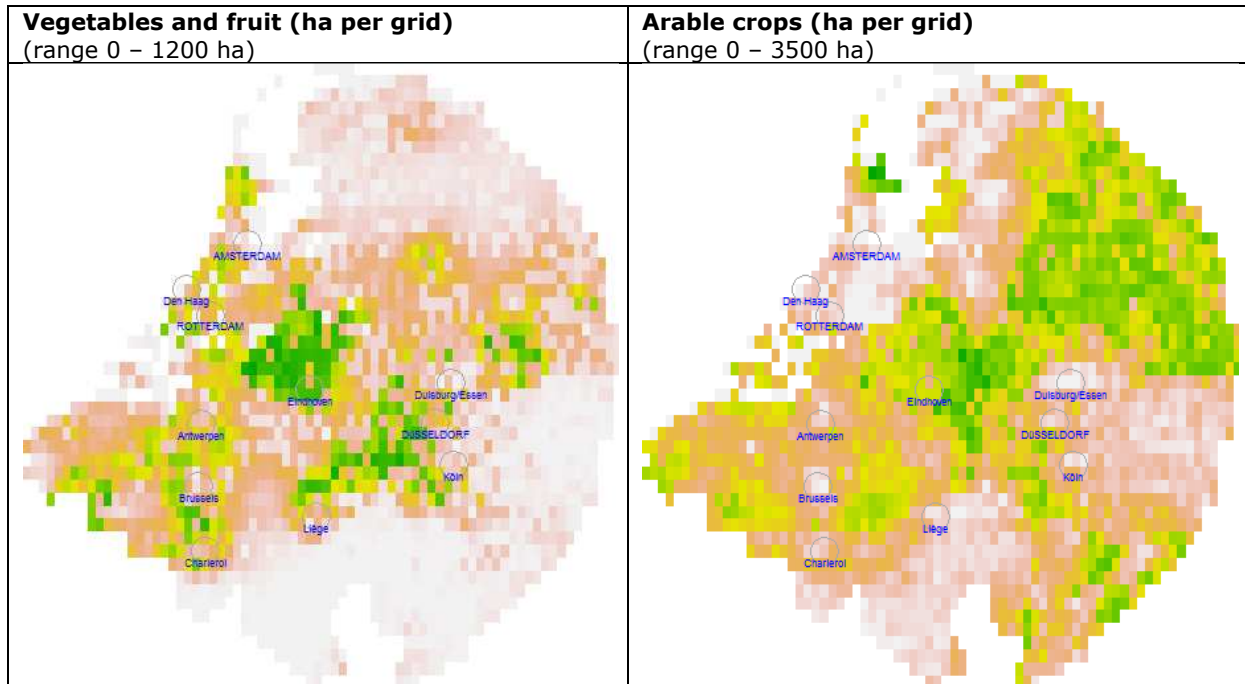 Vegetables and fruit (ha per grid)
(range 0 – 1200 ha)
Arable crops (ha per grid)
(range 0 – 3500 ha)
AMSTERDAM
Den Haag
ROTTERDAM
Eindhoven
Duisburg/Essen
Antwerpen
DüSSELDORF
Köln
Brussels
Liège
Charleroi
AMSTERDAM
Den Haag
ROTTERDAM
Eindhoven
Duisburg/Essen
Antwerpen
DüSSELDORF
Köln
Brussels
Liège
Charleroi